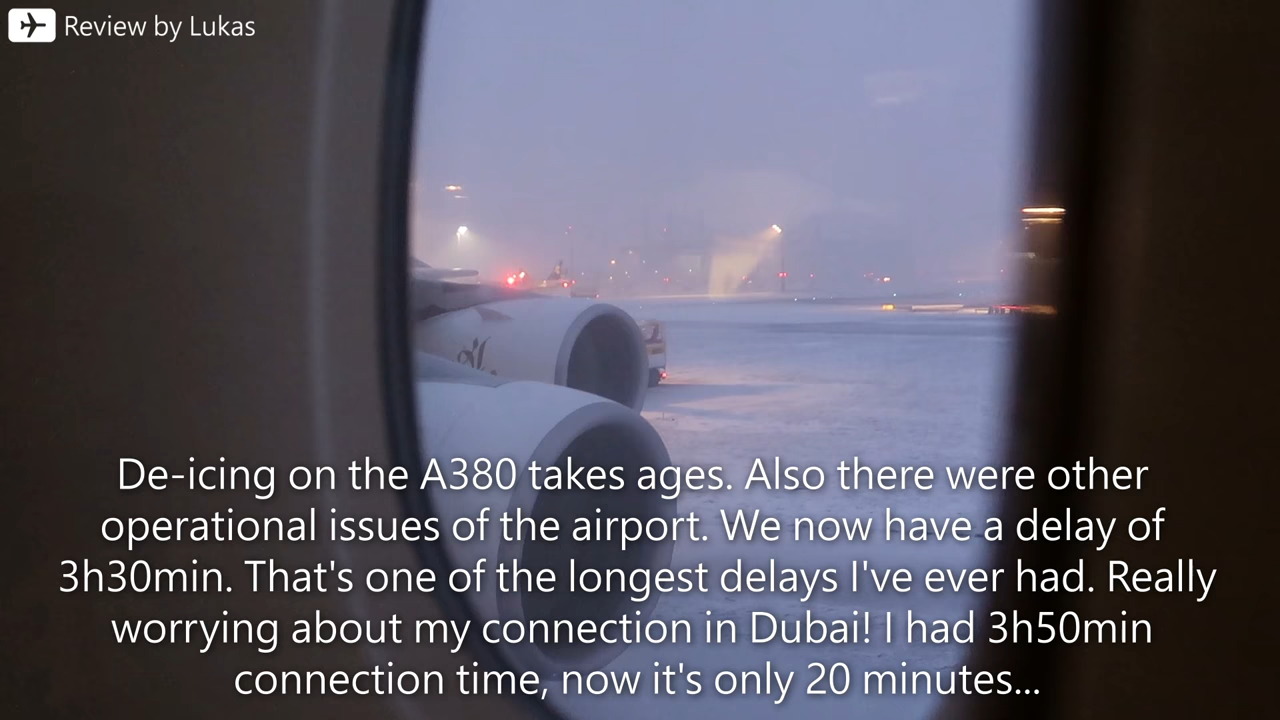 Review by Lukas
De-icing on the A380 takes ages. Also there were other
operational issues of the airport. We now have a delay of
3h30min. That's one of the longest delays I've ever had. Really
worrying about my connection in Dubai! I had 3h50min
connection time, now it's only 20 minutes...